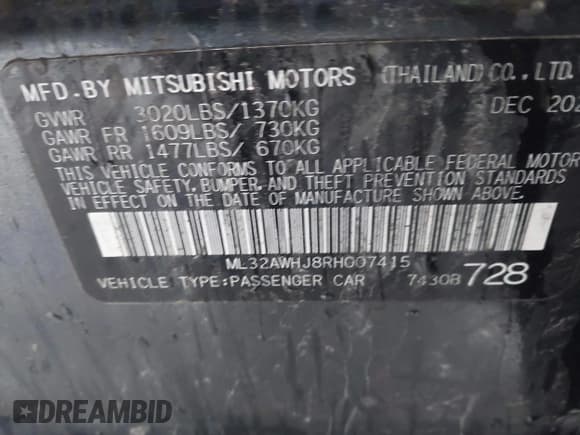 MFD.BY MITSUBISHI MOTORS (THAILAND)CO.,LTD.
GVWR 3020LBS/1370KG DEC 20
GAWR FR 1609LBS/ 730KG
GAWR RR 1477LBS/ 670KG
THIS VEHICLE CONFORMS TO ALL APPLICABLE FEDERAL MOTOR
VEHICLE SAFETY, BUMPER, AND THEFT PREVENTION STANDARDS
IN EFFECT ON THE DATE OF MANUFACTURE SHOWN ABOVE.
ML32AWHJ8RH007415
VEHICLE TYPE:PASSENGER CAR 7430B 728
DREAMBID